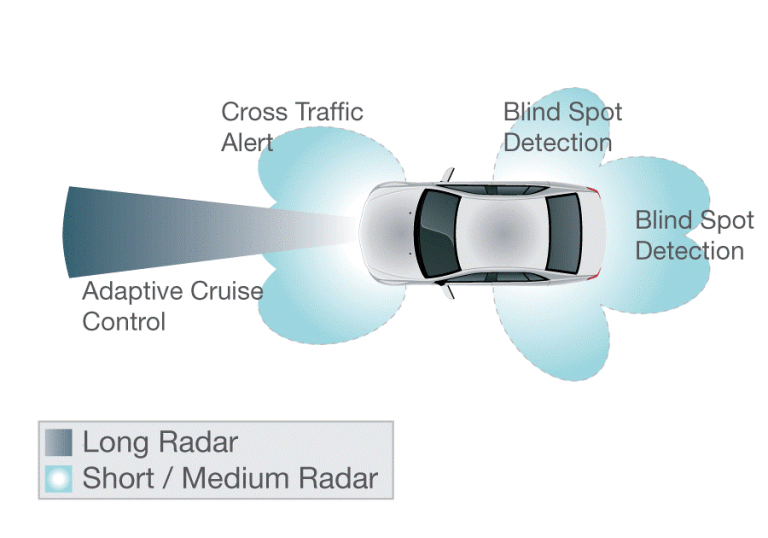 Cross Traffic
Alert
Blind Spot
Detection
Blind Spot
Detection
Adaptive Cruise
Control
Long Radar
Short / Medium Radar